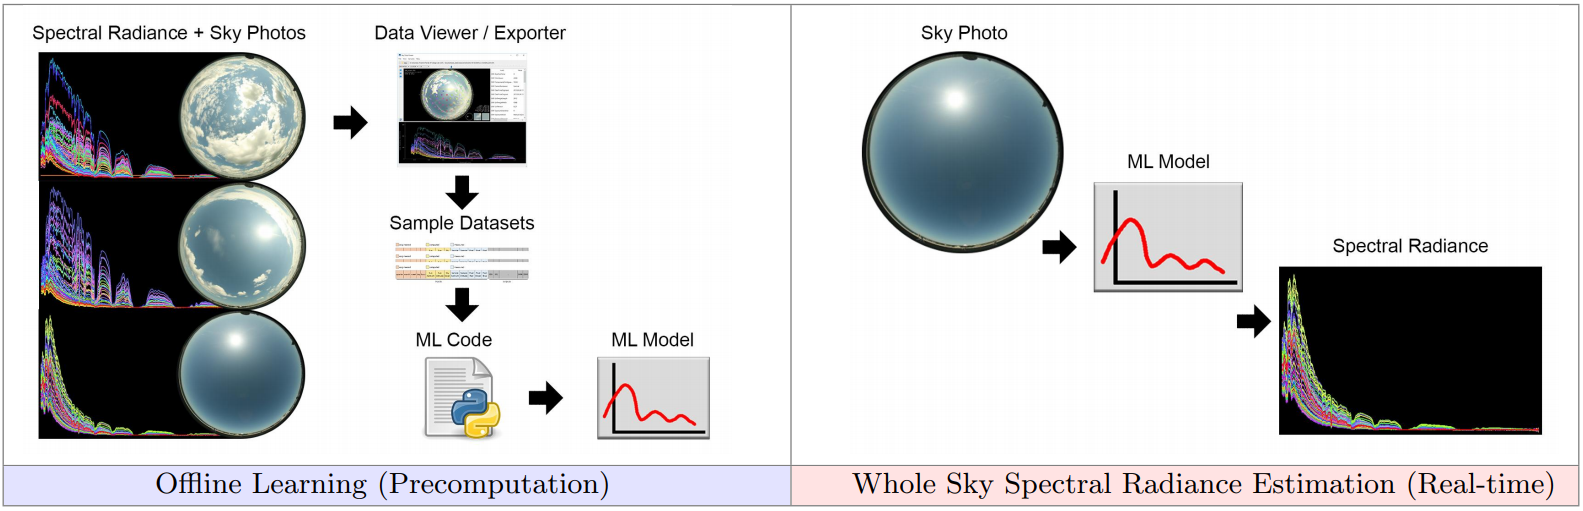 Spectral Radiance + Sky Photos
Data Viewer / Exporter
Sample Datasets
ML Code
ML Model
Offline Learning (Precomputation)
Sky Photo
ML Model
Spectral Radiance
Whole Sky Spectral Radiance Estimation (Real-time)